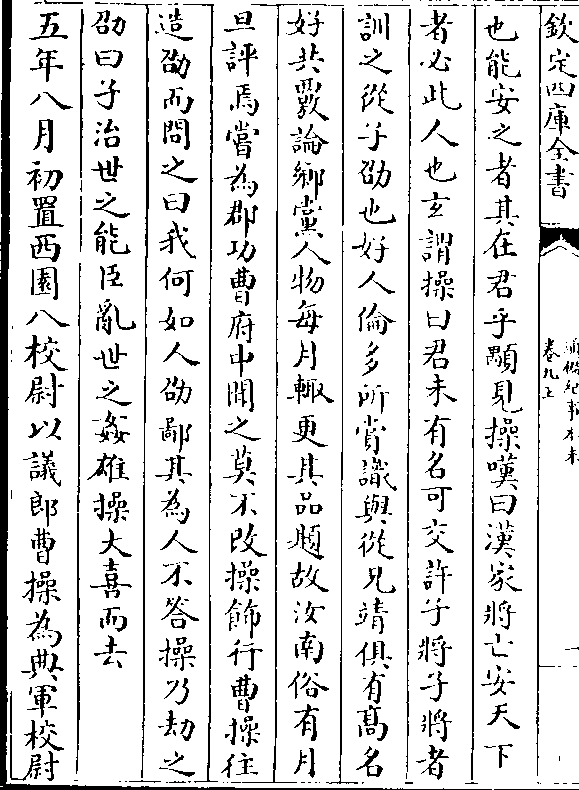 欽定四庫全書
通鑑紀事本末
卷九上
一
也能安之者其在君乎顒見操嘆曰漢家將亡安天下
者必此人也玄謂操曰君未有名可交許子將子將者
訓之從子劭也好人倫多所賞識與從兄靖俱有髙名
好共覈論鄉黨人物每月輙更其品題故汝南俗有月
旦評焉嘗為郡功曹府中聞之莫不改操飾行曹操往
造劭而問之曰我何如人劭鄙其為人不答操乃劫之
劭曰子治世之能臣亂世之姦雄操大喜而去
五年八月初置西園八校尉以議郎曹操為典軍校尉